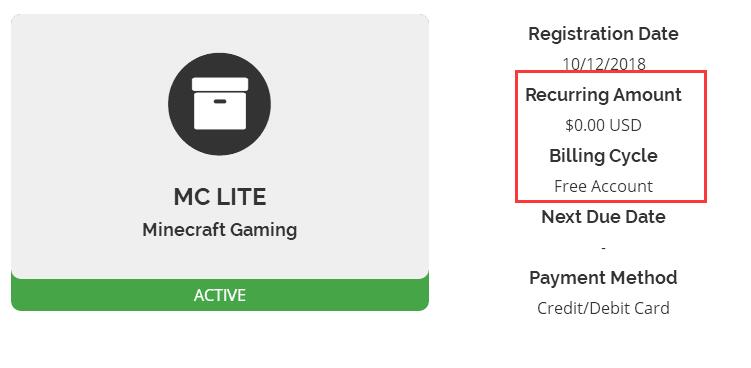 MC LITE
Minecraft Gaming
ACTIVE
Registration Date
10/12/2018
Recurring Amount
$0.00 USD
Billing Cycle
Free Account
Next Due Date
-
Payment Method
Credit/Debit Card